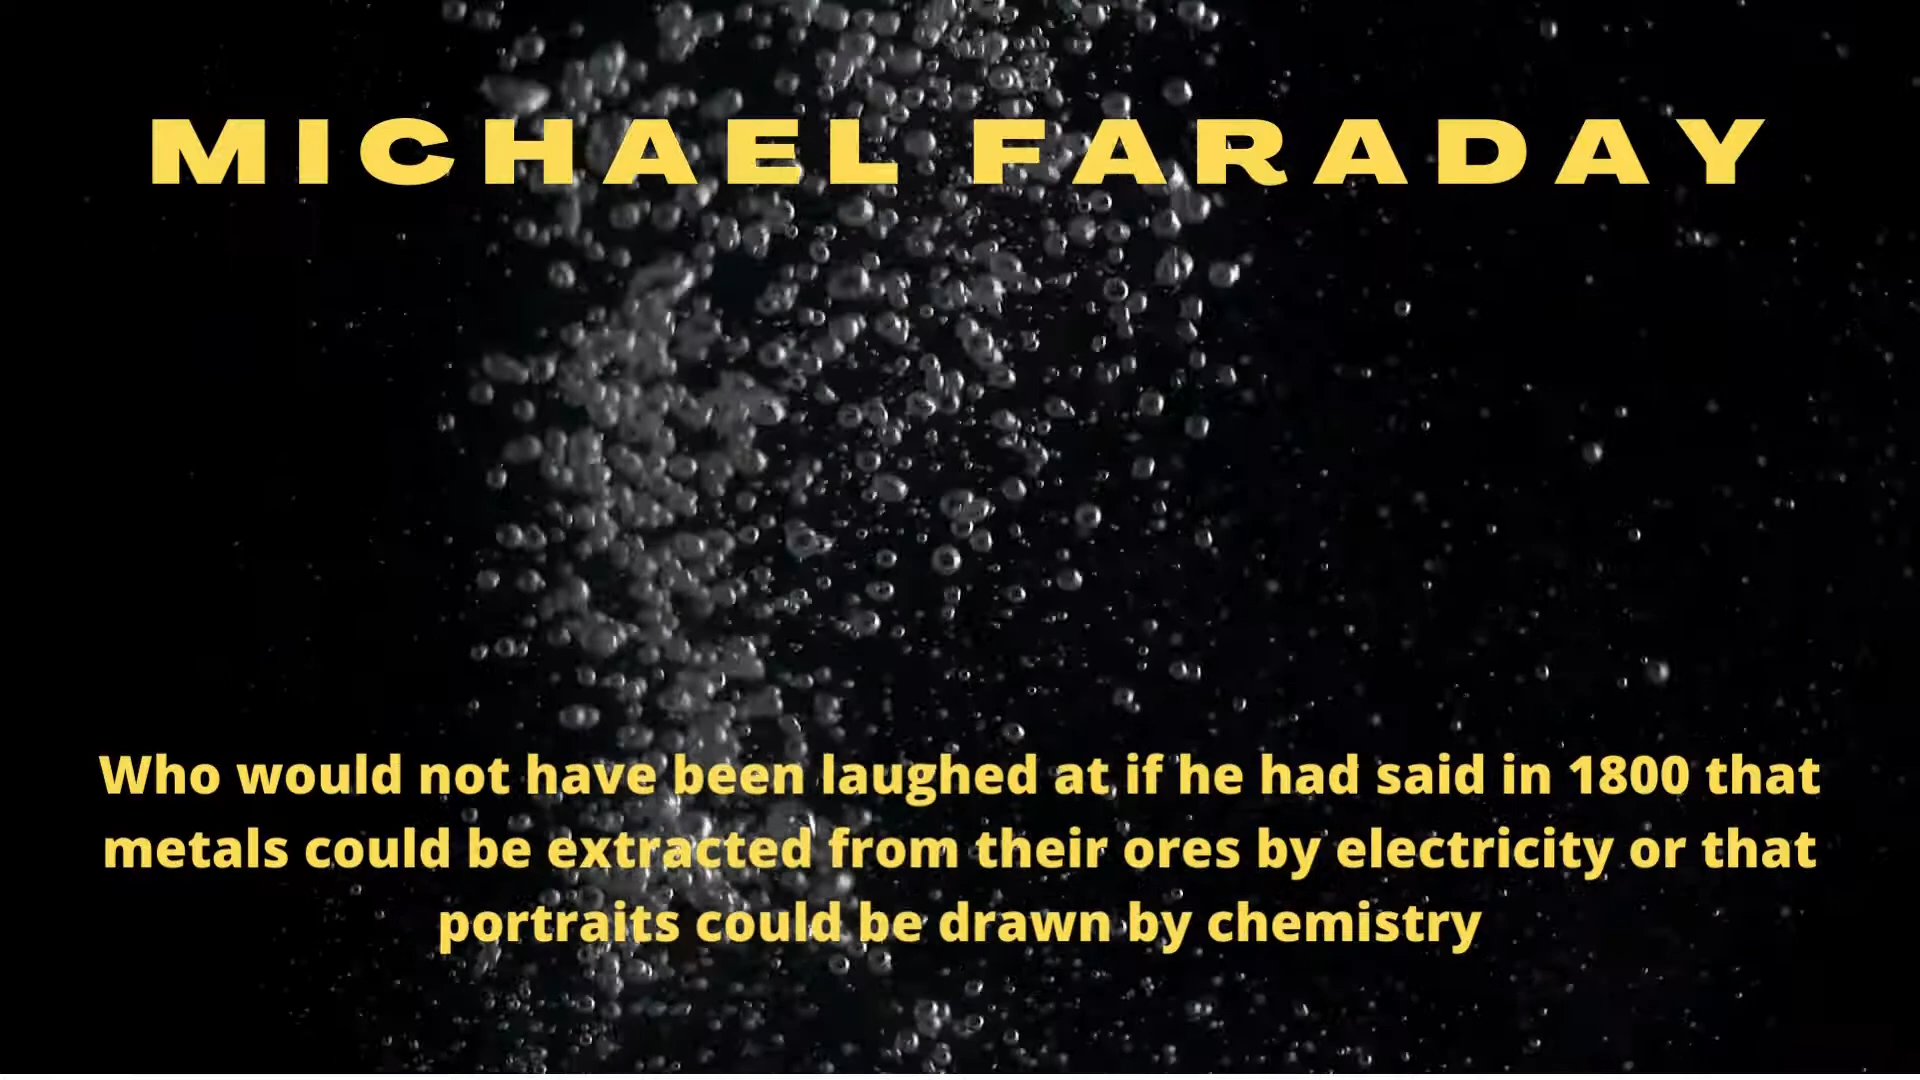 MICHAEL FARADAY
Who would not have been laughed at if he had said in 1800 that
metals could be extracted from their ores by electricity or that
portraits could be drawn by chemistry